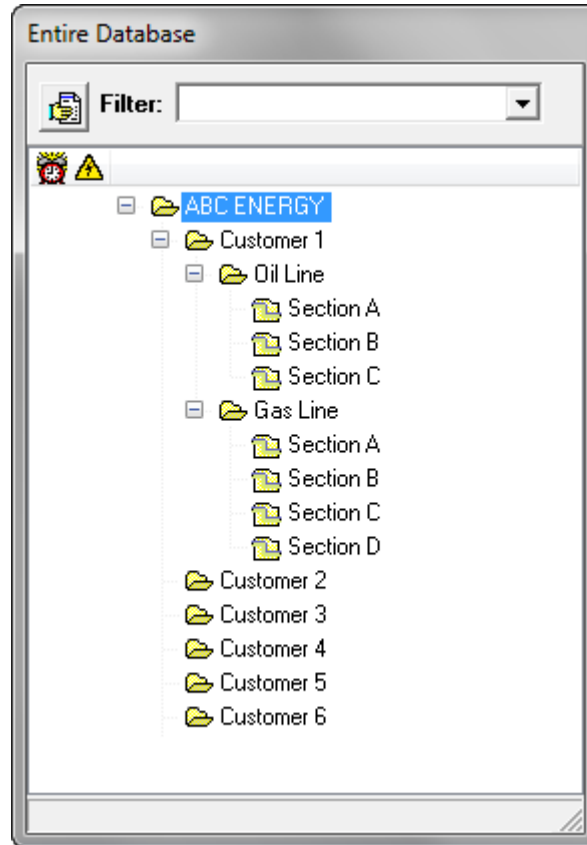 Entire Database
Filter:
ABC ENERGY
Customer 1
Oil Line
Section A
Section B
Section C
Gas Line
Section A
Section B
Section C
Section D
Customer 2
Customer 3
Customer 4
Customer 5
Customer 6